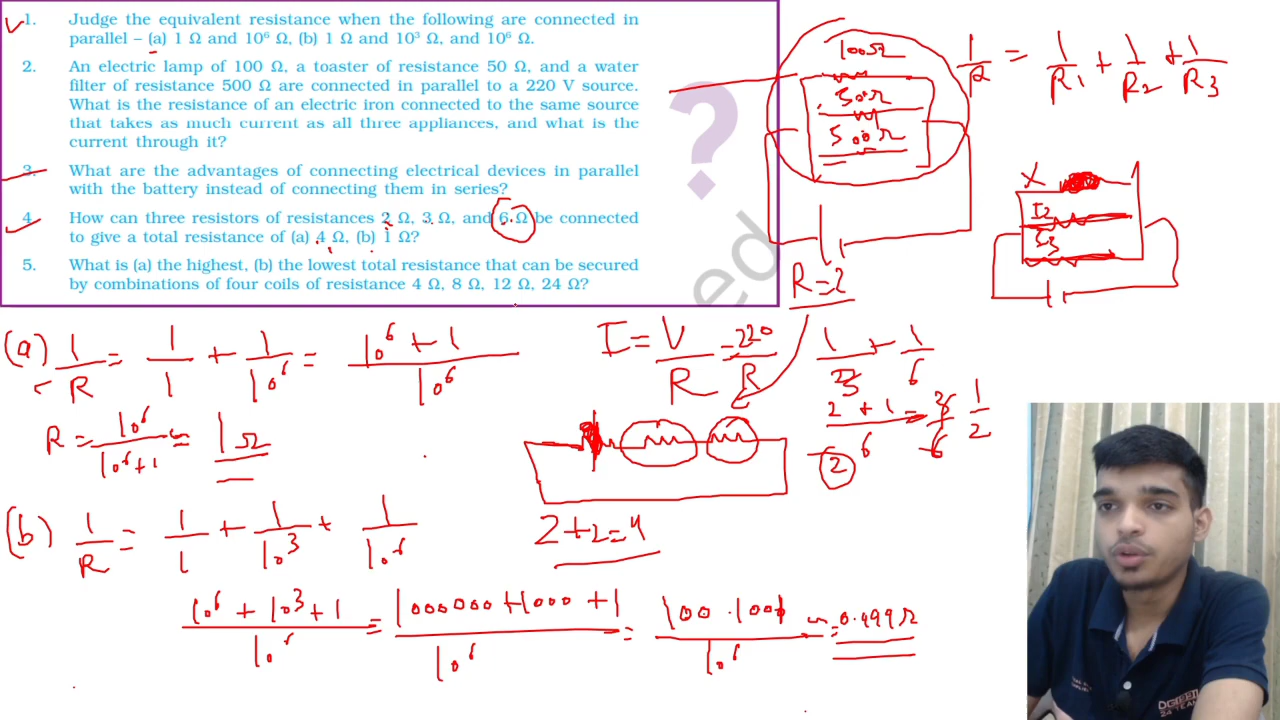 1. Judge the equivalent resistance when the following are connected in
parallel – (a) 1 Ω and 10⁶ Ω, (b) 1 Ω and 10³ Ω, and 10⁶ Ω.
2. An electric lamp of 100 Ω, a toaster of resistance 50 Ω, and a water
filter of resistance 500 Ω are connected in parallel to a 220 V source.
What is the resistance of an electric iron connected to the same source
that takes as much current as all three appliances, and what is the
current through it?
3. What are the advantages of connecting electrical devices in parallel
with the battery instead of connecting them in series?
4. How can three resistors of resistances 2 Ω, 3 Ω, and 6 Ω be connected
to give a total resistance of (a) 4 Ω, (b) 1 Ω?
5. What is (a) the highest, (b) the lowest total resistance that can be secured
by combinations of four coils of resistance 4 Ω, 8 Ω, 12 Ω, 24 Ω?
?
ed
100Ω
50Ω
500Ω
1/R = 1/R1 + 1/R2 + 1/R3
X
I2
R=2
(a) 1/R = 1/1 + 1/10⁶ = 10⁶ + 1/10⁶
R = 10⁶/10⁶+1 ≈ 1Ω
I = V/R = 220/R
1/3 + 1/6
2 + 1/6 = 3/6 1/2
2
2+2=4
(b) 1/R = 1/1 + 1/10³ + 1/10⁶
10⁶ + 10³ + 1/10⁶ = 1000000 + 1000 + 1/10⁶ = 100 1001/10⁶ ≈ 0.999Ω